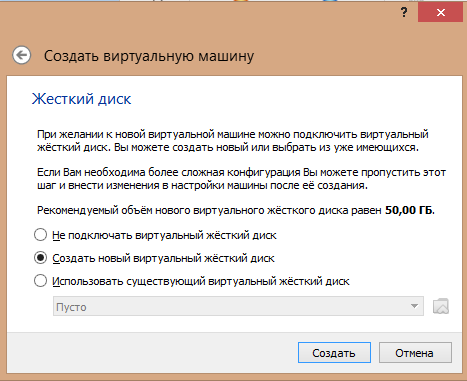 ?
Создать виртуальную машину
Жесткий диск
При желании к новой виртуальной машине можно подключить виртуальный
жёсткий диск. Вы можете создать новый или выбрать из уже имеющихся.
Если Вам необходима более сложная конфигурация Вы можете пропустить этот
шаг и внести изменения в настройки машины после её создания.
Рекомендуемый объём нового виртуального жёсткого диска равен 50,00 ГБ.
Не подключать виртуальный жёсткий диск
Создать новый виртуальный жёсткий диск
Использовать существующий виртуальный жёсткий диск
Пусто
Создать
Отмена